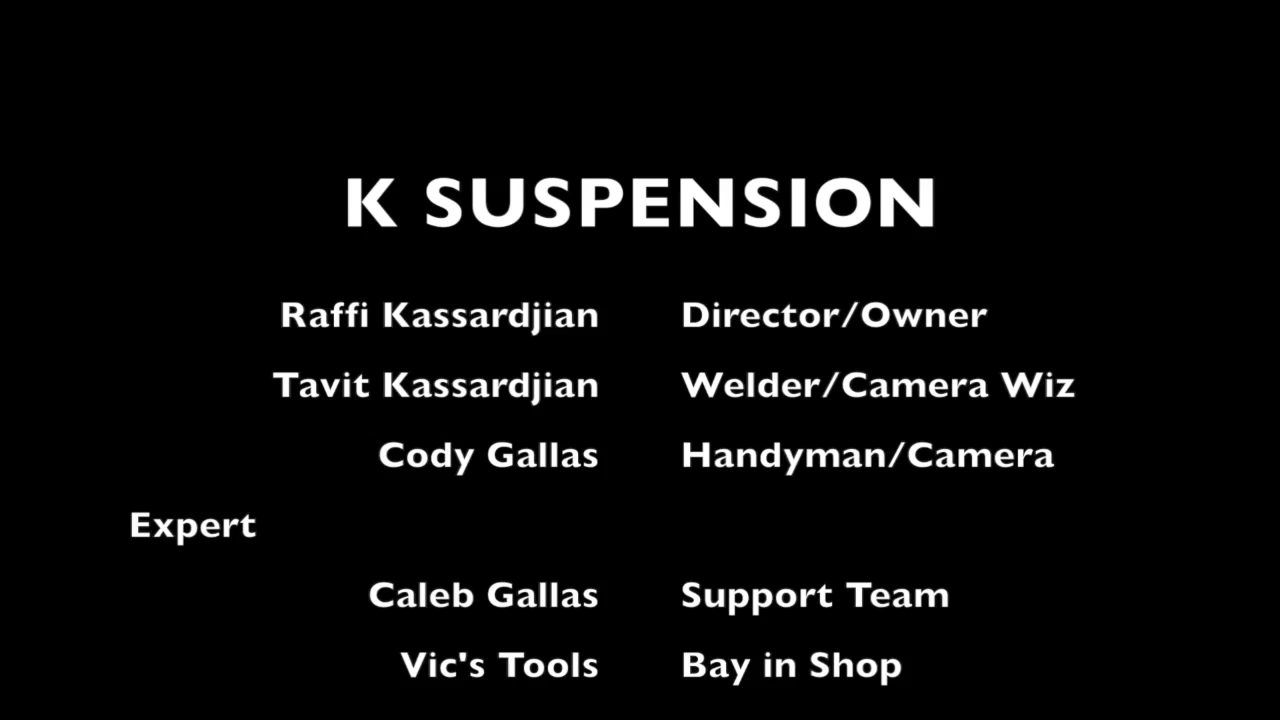 K SUSPENSION
Raffi Kassardjian Director/Owner
Tavit Kassardjian Welder/Camera Wiz
Cody Gallas Handyman/Camera
Expert
Caleb Gallas Support Team
Vic's Tools Bay in Shop